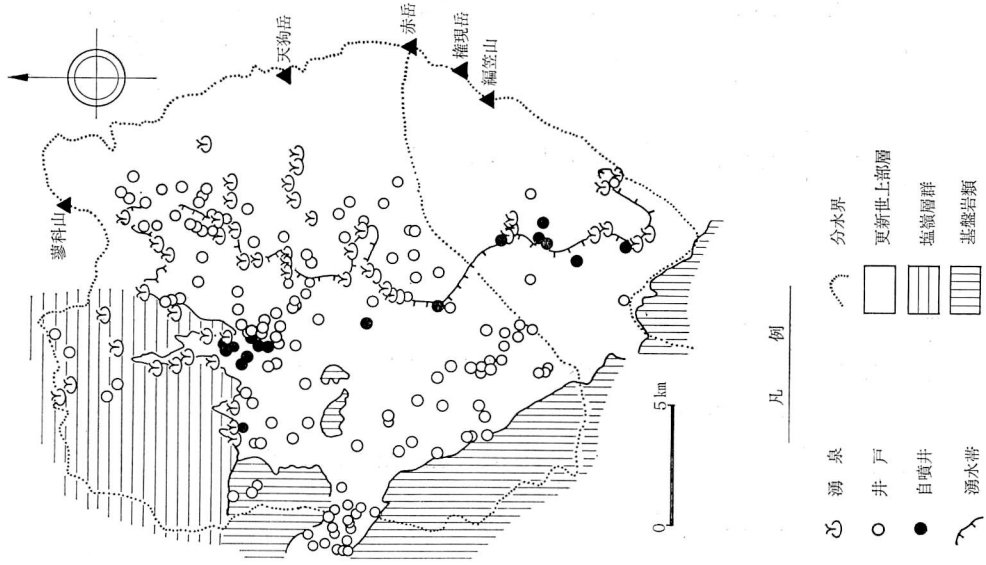 蓼科山
天狗岳
赤岳
権現岳
編笠山
0 5 km
凡例
湧泉
井戸
自噴井
湧水帯
分水界
更新世上部層
塩嶺層群
基盤岩類